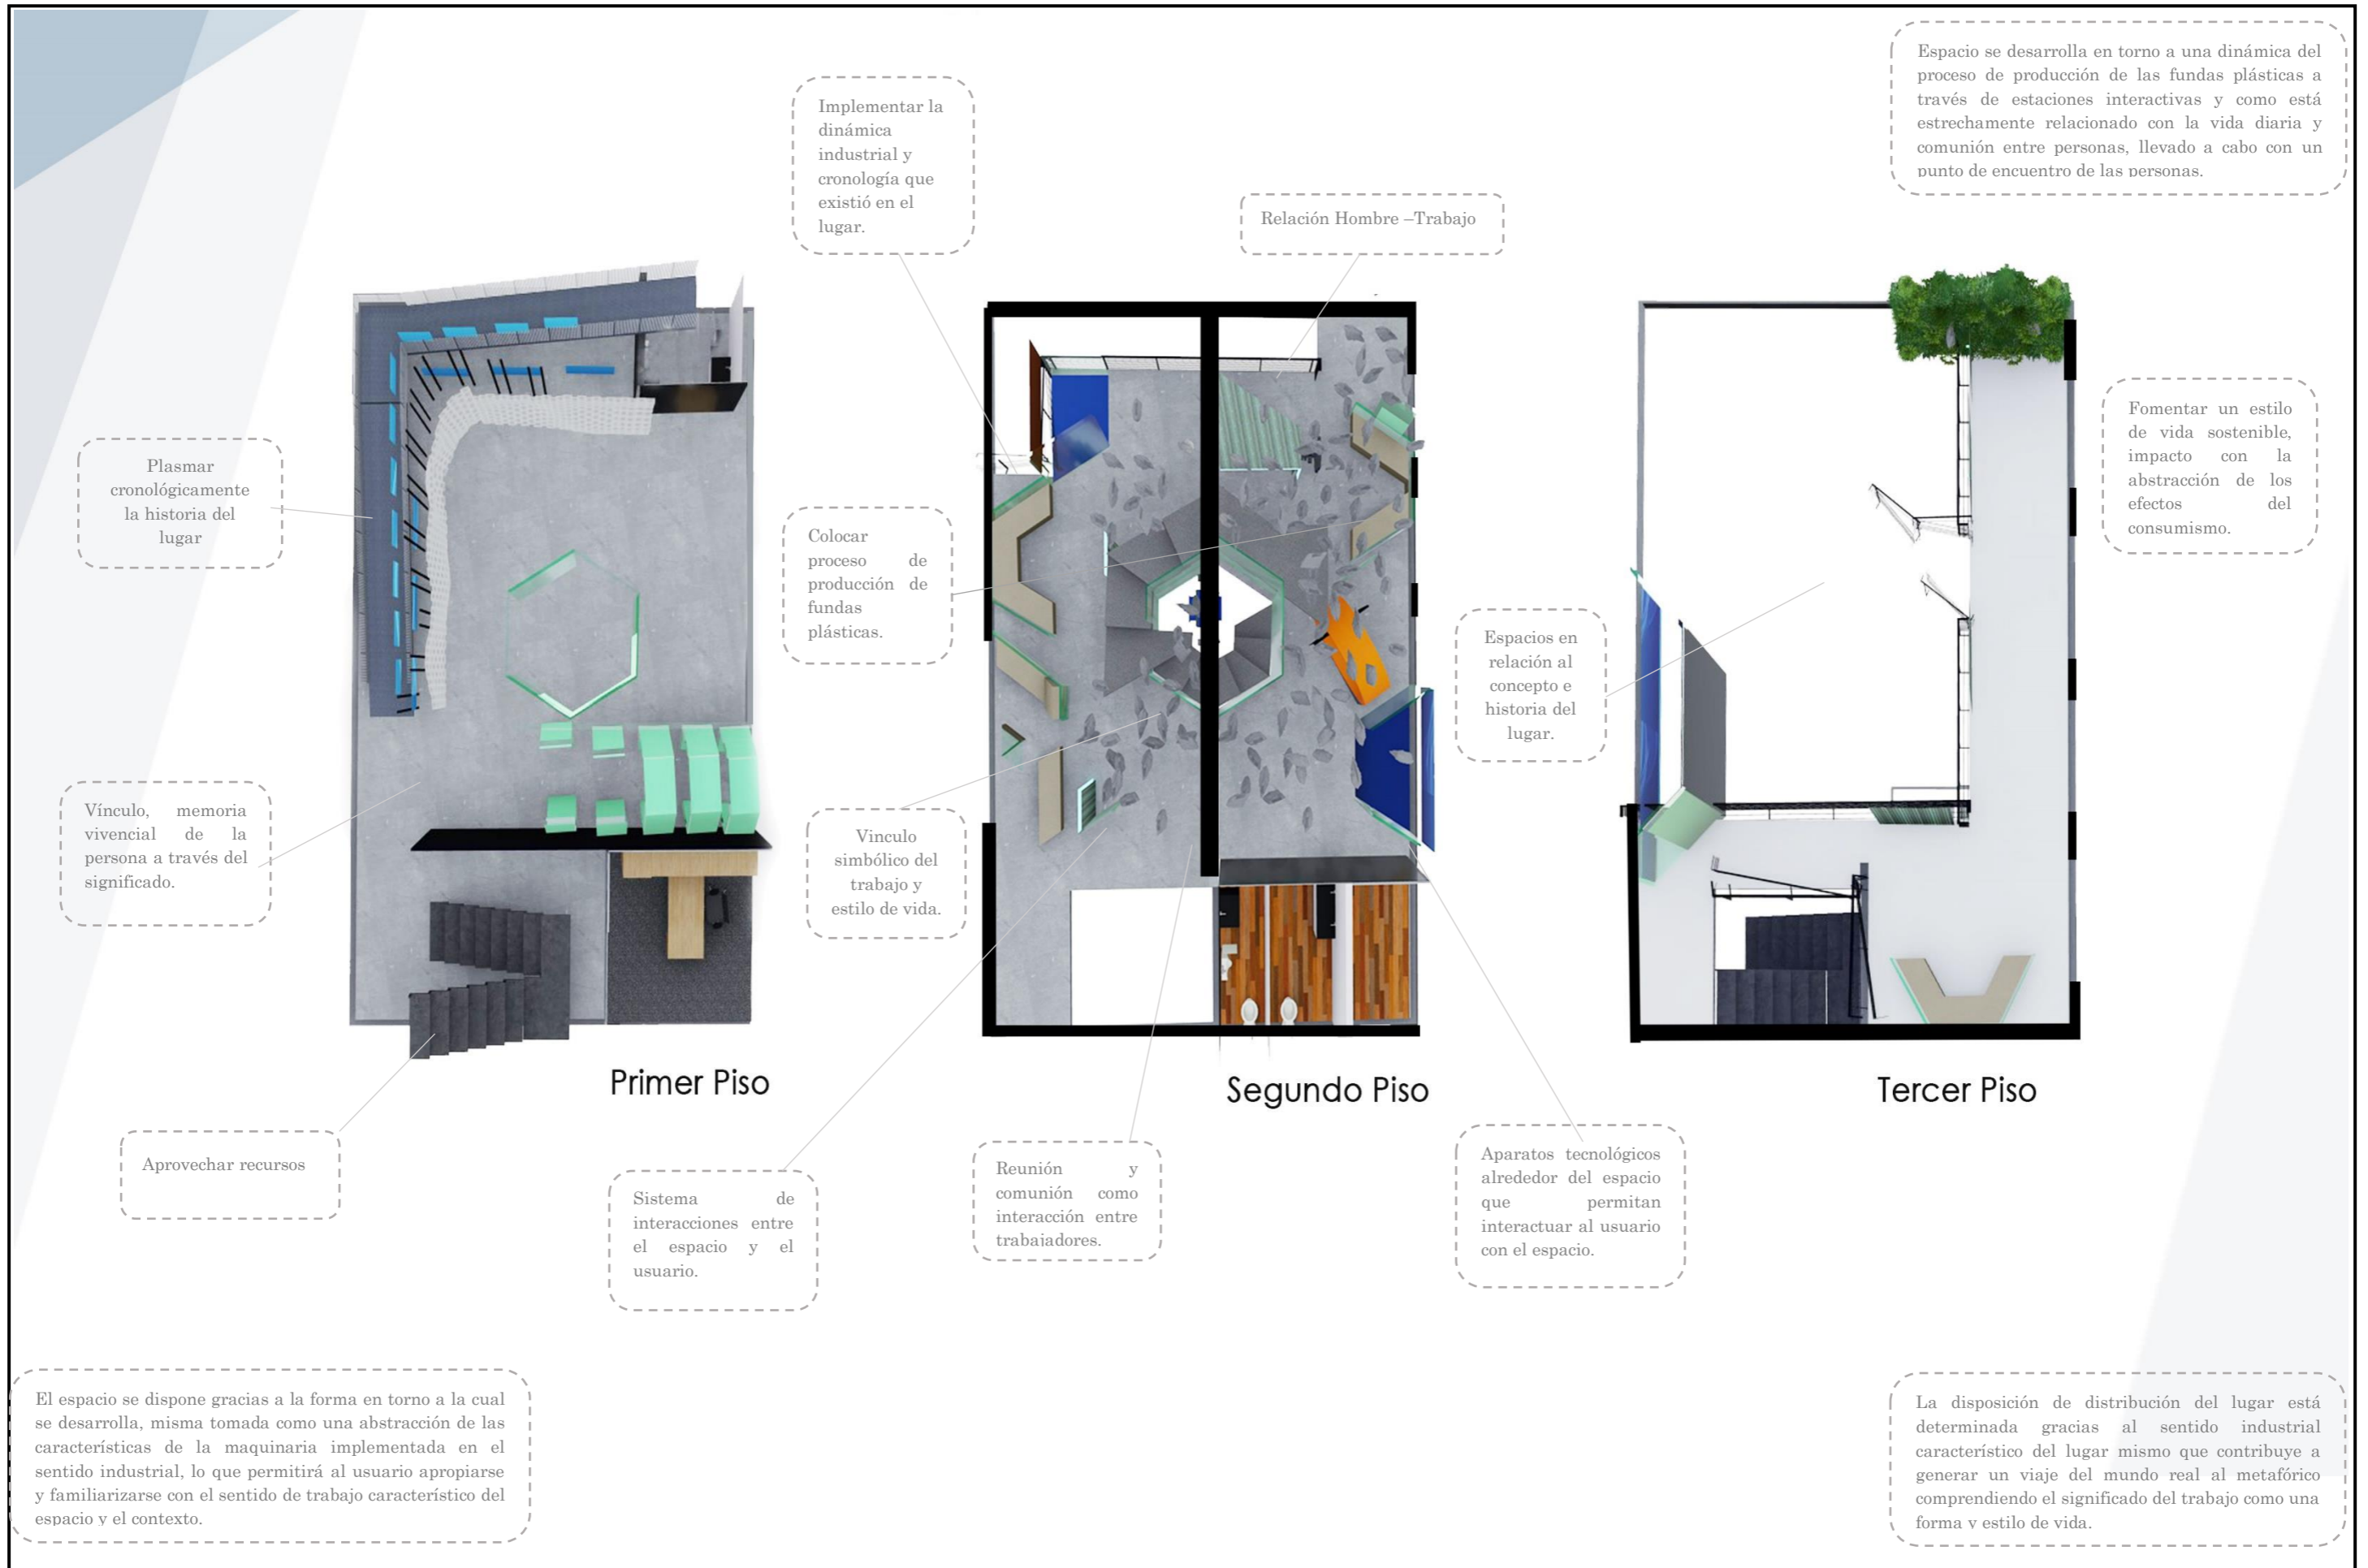 Espacio se desarrolla en torno a una dinámica del
proceso de producción de las fundas plásticas a
través de estaciones interactivas y como está
estrechamente relacionado con la vida diaria y
comunión entre personas, llevado a cabo con un
punto de encuentro de las personas.
Implementar la
dinámica
industrial y
cronología que
existió en el
lugar.
Relación Hombre –Trabajo
Plasmar
cronológicamente
la historia del
lugar
Fomentar un estilo
de vida sostenible,
impacto con la
abstracción de los
efectos del
consumismo.
Colocar
proceso de
producción de
fundas
plásticas.
Espacios en
relación al
concepto e
historia del
lugar.
Vínculo, memoria
vivencial de la
persona a través del
significado.
Vinculo
simbólico del
trabajo y
estilo de vida.
Primer Piso
Segundo Piso
Tercer Piso
Aprovechar recursos
Sistema de
interacciones entre
el espacio y el
usuario.
Reunión y
comunión como
interacción entre
trabajadores.
Aparatos tecnológicos
alrededor del espacio
que permitan
interactuar al usuario
con el espacio.
El espacio se dispone gracias a la forma en torno a la cual
se desarrolla, misma tomada como una abstracción de las
características de la maquinaria implementada en el
sentido industrial, lo que permitirá al usuario apropiarse
y familiarizarse con el sentido de trabajo característico del
espacio y el contexto.
La disposición de distribución del lugar está
determinada gracias al sentido industrial
característico del lugar mismo que contribuye a
generar un viaje del mundo real al metafórico
comprendiendo el significado del trabajo como una
forma y estilo de vida.